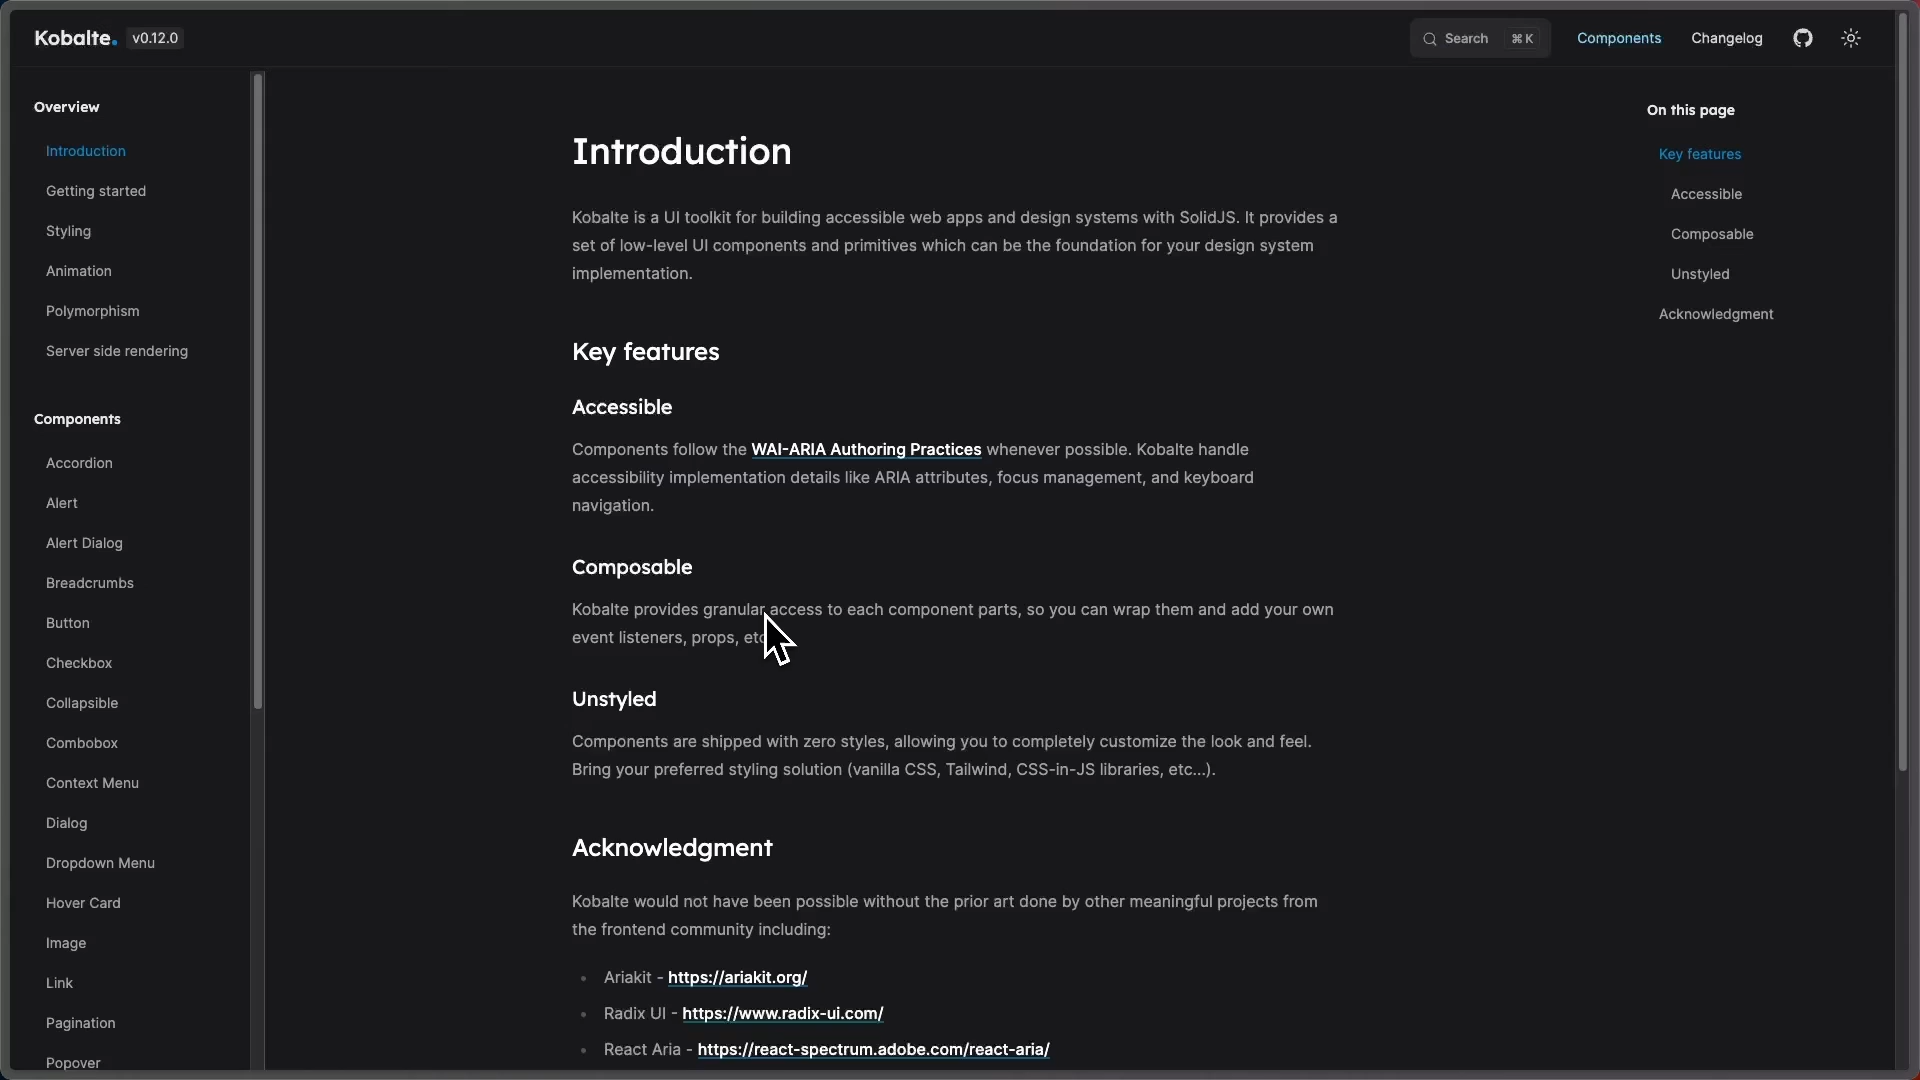 Kobalte. v0.12.0
Search ⌘ K
Components
Changelog
Overview
Introduction
Getting started
Styling
Animation
Polymorphism
Server side rendering
Components
Accordion
Alert
Alert Dialog
Breadcrumbs
Button
Checkbox
Collapsible
Combobox
Context Menu
Dialog
Dropdown Menu
Hover Card
Image
Link
Pagination
Popover
Introduction
Kobalte is a UI toolkit for building accessible web apps and design systems with SolidJS. It provides a
set of low-level UI components and primitives which can be the foundation for your design system
implementation.
Key features
Accessible
Components follow the WAI-ARIA Authoring Practices whenever possible. Kobalte handle
accessibility implementation details like ARIA attributes, focus management, and keyboard
navigation.
Composable
Kobalte provides granular access to each component parts, so you can wrap them and add your own
event listeners, props, etc
Unstyled
Components are shipped with zero styles, allowing you to completely customize the look and feel.
Bring your preferred styling solution (vanilla CSS, Tailwind, CSS-in-JS libraries, etc...).
Acknowledgment
Kobalte would not have been possible without the prior art done by other meaningful projects from
the frontend community including:
• Ariakit - https://ariakit.org/
• Radix UI - https://www.radix-ui.com/
• React Aria - https://react-spectrum.adobe.com/react-aria/
On this page
Key features
Accessible
Composable
Unstyled
Acknowledgment